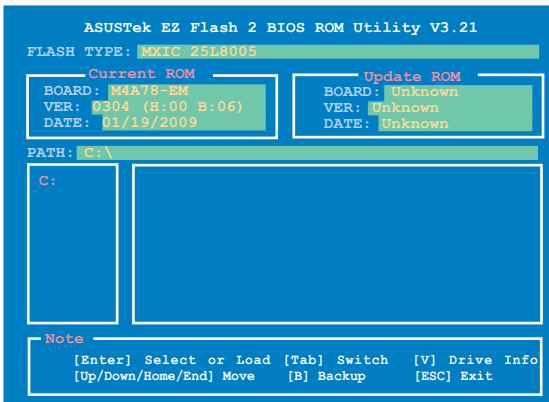 ASUSTek EZ Flash 2 BIOS ROM Utility V3.21
FLASH TYPE: MXIC 25L8005
Current ROM
BOARD: M4A78-EM
VER: 0304 (H:00 B:06)
DATE: 01/19/2009
Update ROM
BOARD: Unknown
VER: Unknown
DATE: Unknown
PATH: C:\
C:
Note
[Enter] Select or Load [Tab] Switch [V] Drive Info
[Up/Down/Home/End] Move [B] Backup [ESC] Exit